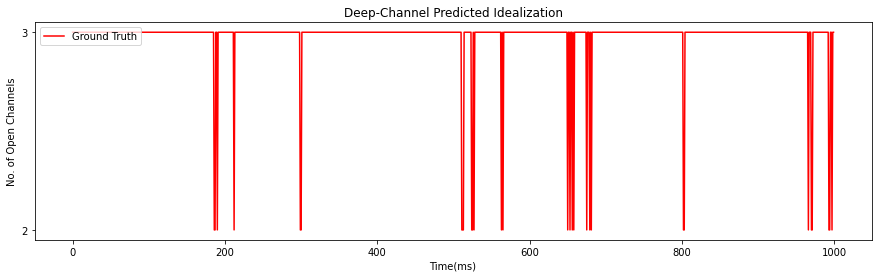 Deep-Channel Predicted Idealization
Ground Truth
No. of Open Channels
3
2
0 200 400 600 800 1000
Time(ms)